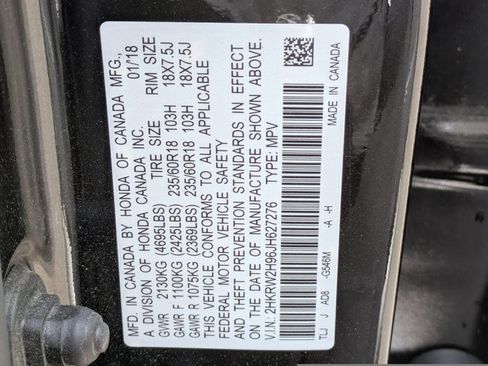 MFD. IN CANADA BY HONDA OF CANADA MFG.,
A DIVISION OF HONDA CANADA INC. 01/'18
GVWR 2130KG (4695LBS) TIRE SIZE RIM SIZE
GAWR F 1100KG (2425LBS) 235/60R18 103H 18X7.5J
GAWR R 1075KG (2369LBS) 235/60R18 103H 18X7.5J
THIS VEHICLE CONFORMS TO ALL APPLICABLE
FEDERAL MOTOR VEHICLE SAFETY
AND THEFT PREVENTION STANDARDS IN EFFECT
ON THE DATE OF MANUFACTURE SHOWN ABOVE.
V.I.N: 2HKRW2H96JH627276 TYPE: MPV
TLJ J AD8 -G546M -A -H MADE IN CANADA